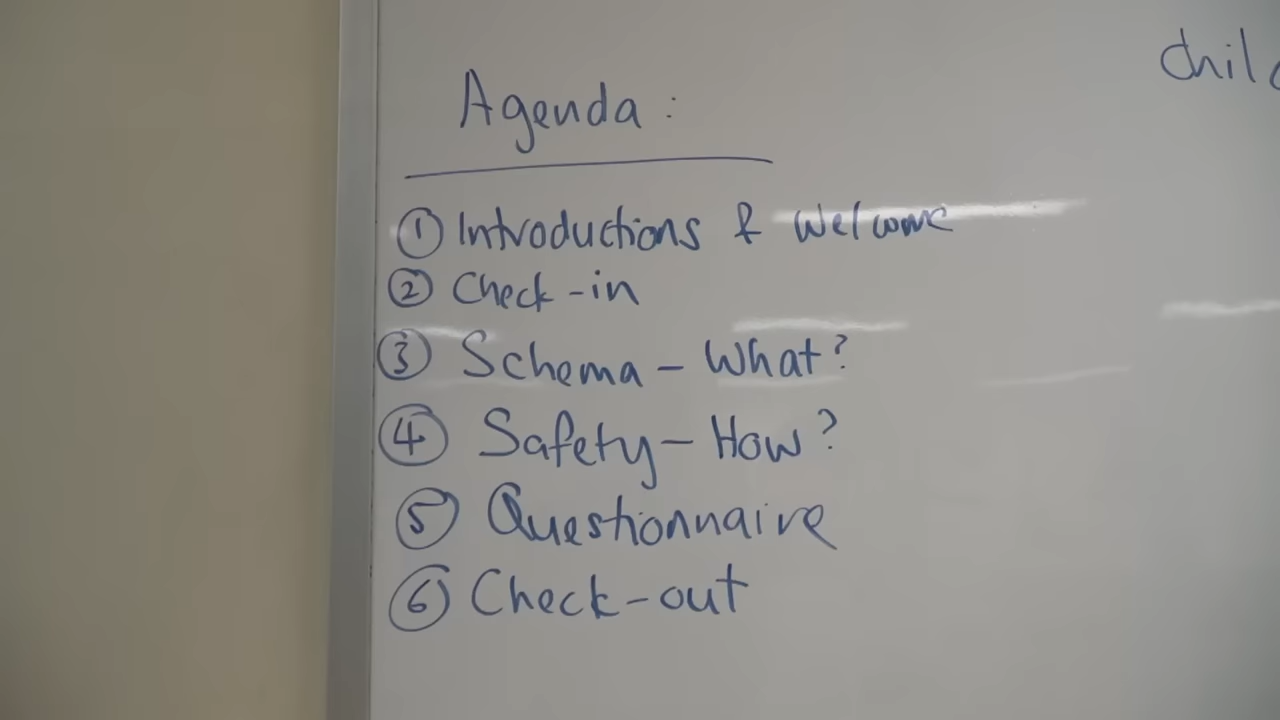 Agenda:
① Introductions & Welcome
② Check-in
③ Schema - What?
④ Safety - How?
⑤ Questionnaire
⑥ Check-out